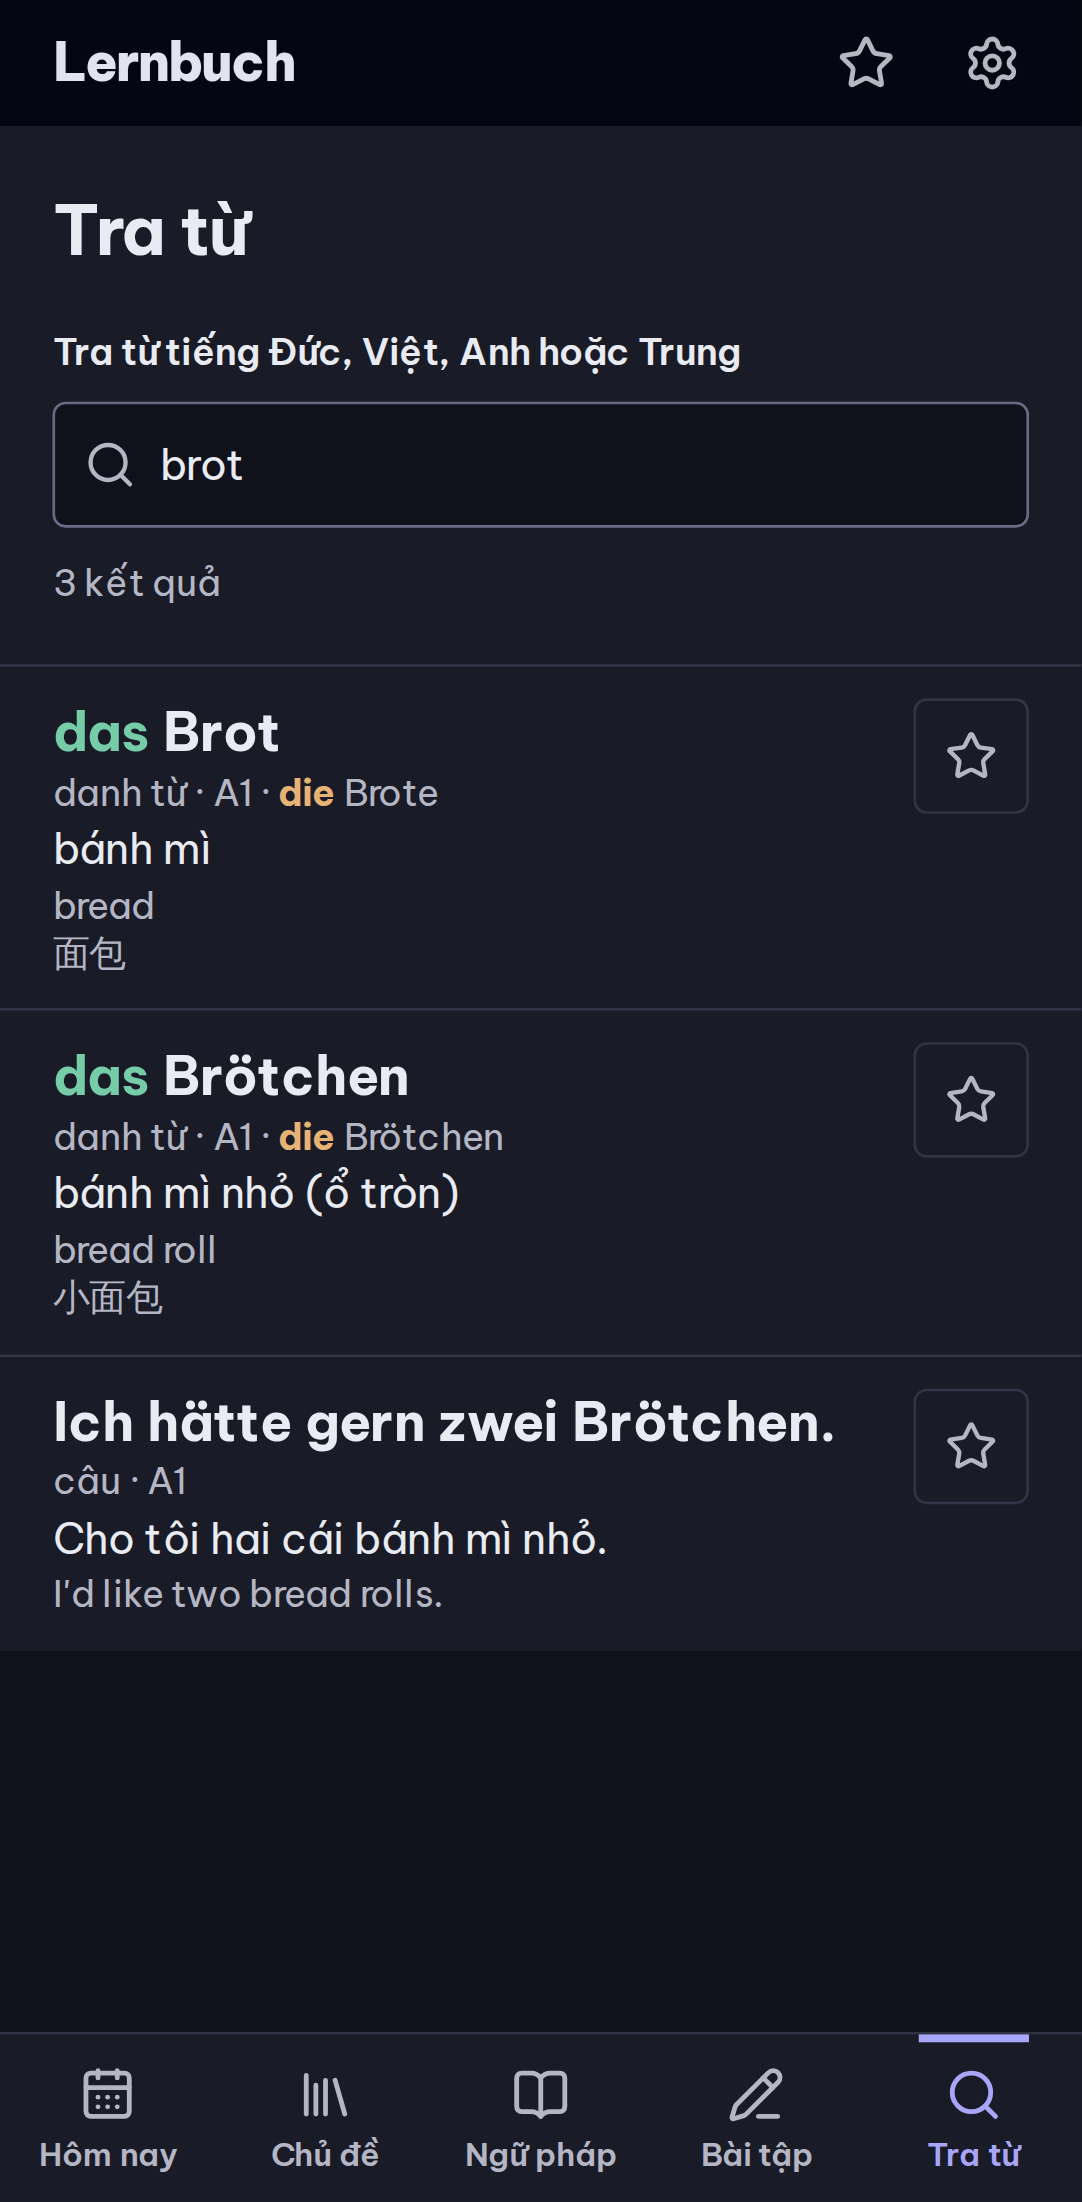 Lernbuch
Tra từ
Tra từ tiếng Đức, Việt, Anh hoặc Trung
brot
3 kết quả
das Brot
danh từ · A1 · die Brote
bánh mì
bread
面包
das Brötchen
danh từ · A1 · die Brötchen
bánh mì nhỏ (ổ tròn)
bread roll
小面包
Ich hätte gern zwei Brötchen.
câu · A1
Cho tôi hai cái bánh mì nhỏ.
I'd like two bread rolls.
Hôm nay
Chủ đề
Ngữ pháp
Bài tập
Tra từ